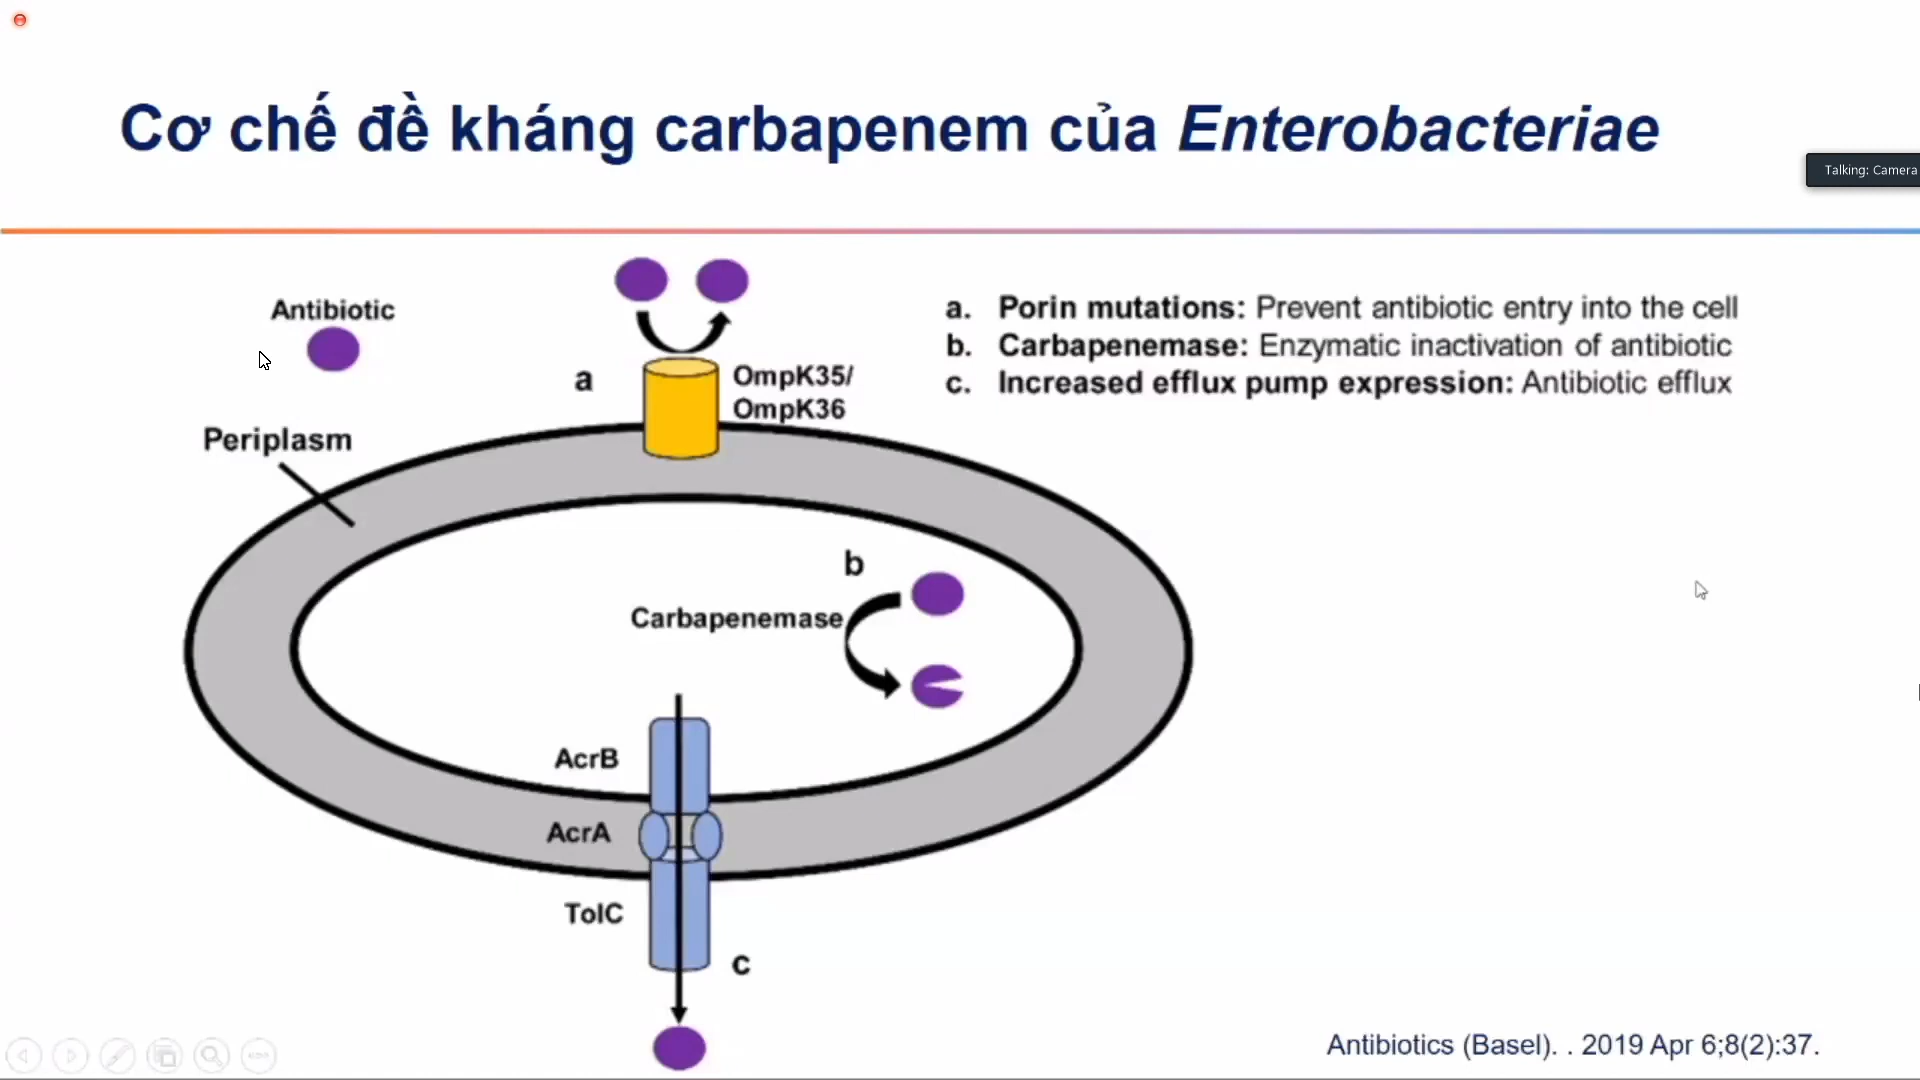 Cơ chế đề kháng carbapenem của Enterobacteriae
Talking: Camera
Antibiotic
a
OmpK35/
OmpK36
a. Porin mutations: Prevent antibiotic entry into the cell
b. Carbapenemase: Enzymatic inactivation of antibiotic
c. Increased efflux pump expression: Antibiotic efflux
Periplasm
b
Carbapenemase
AcrB
AcrA
TolC
c
Antibiotics (Basel). . 2019 Apr 6;8(2):37.